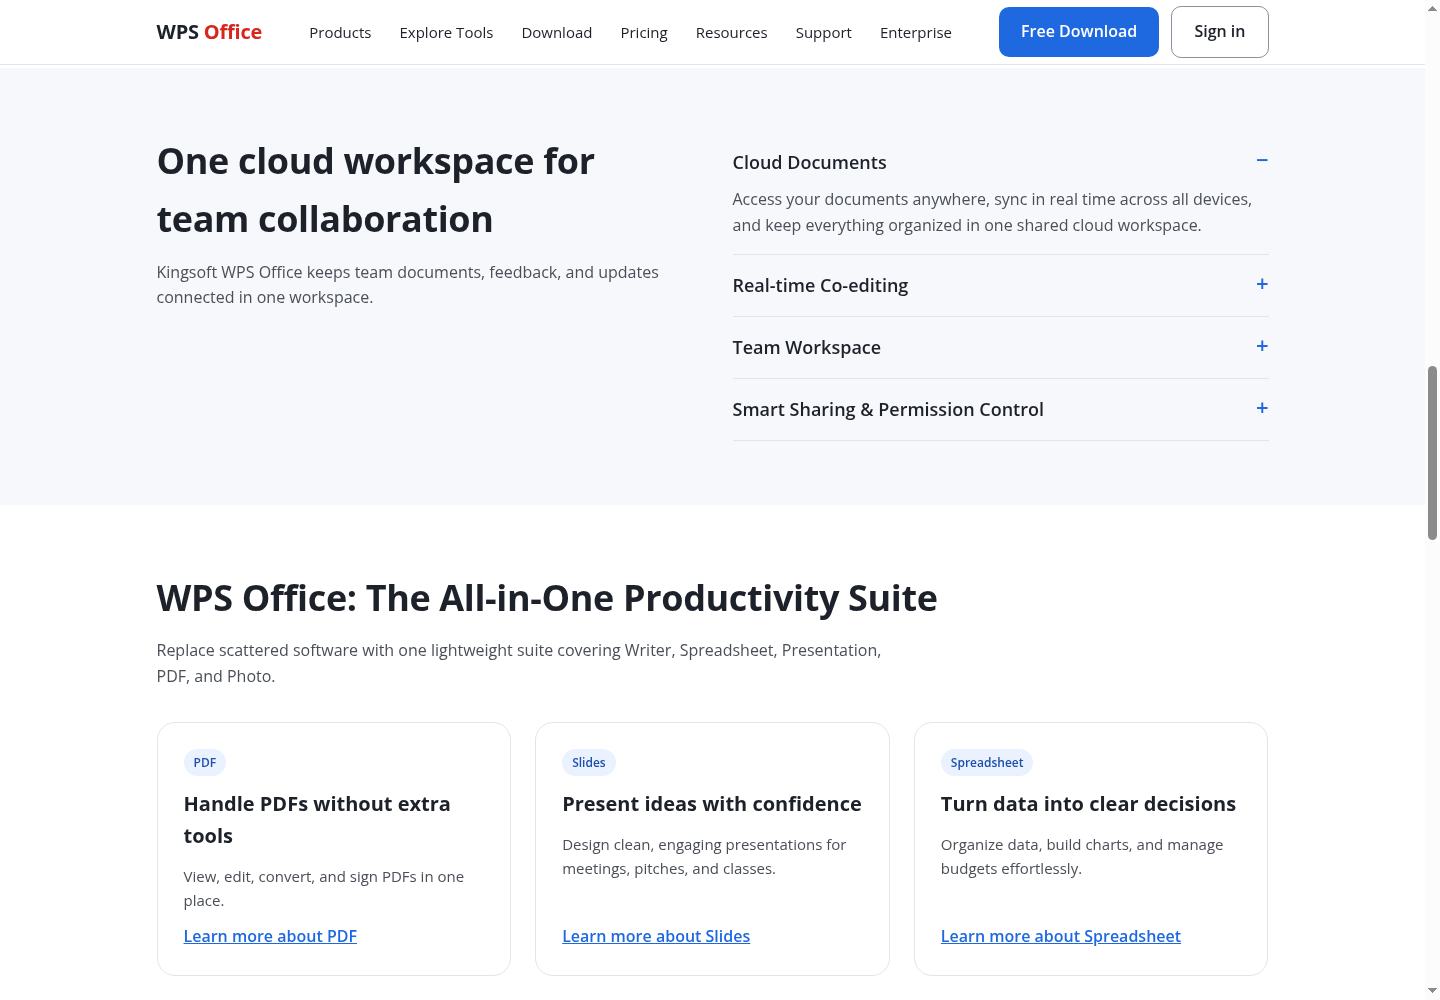 WPS Office
Products
Explore Tools
Download
Pricing
Resources
Support
Enterprise
Free Download
Sign in
One cloud workspace for
team collaboration
Kingsoft WPS Office keeps team documents, feedback, and updates
connected in one workspace.
Cloud Documents −
Access your documents anywhere, sync in real time across all devices,
and keep everything organized in one shared cloud workspace.
Real-time Co-editing +
Team Workspace +
Smart Sharing & Permission Control +
WPS Office: The All-in-One Productivity Suite
Replace scattered software with one lightweight suite covering Writer, Spreadsheet, Presentation,
PDF, and Photo.
PDF
Handle PDFs without extra
tools
View, edit, convert, and sign PDFs in one
place.
Learn more about PDF
Slides
Present ideas with confidence
Design clean, engaging presentations for
meetings, pitches, and classes.
Learn more about Slides
Spreadsheet
Turn data into clear decisions
Organize data, build charts, and manage
budgets effortlessly.
Learn more about Spreadsheet